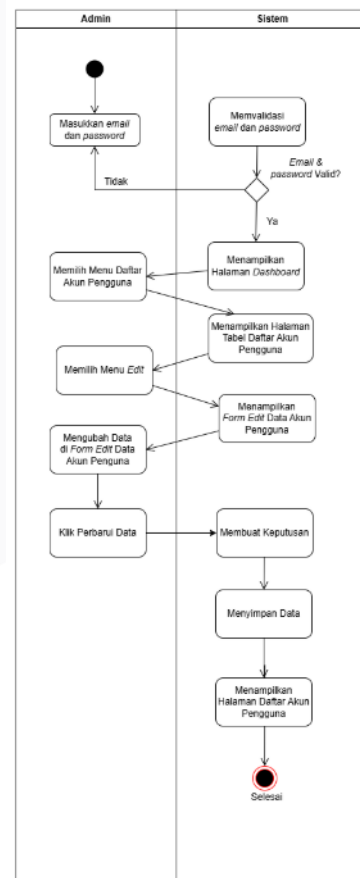 Admin
Sistem
Masukkan email
dan password
Memvalidasi
email dan password
Email &
password Valid?
Tidak
Ya
Menampilkan
Halaman Dashboard
Memilih Menu Daftar
Akun Pengguna
Menampilkan Halaman
Tabel Daftar Akun
Pengguna
Memilih Menu Edit
Menampilkan
Form Edit Data Akun
Pengguna
Mengubah Data
di Form Edit Data
Akun Penguna
Klik Perbarui Data
Membuat Keputusan
Menyimpan Data
Menampilkan
Halaman Daftar Akun
Pengguna
Selesai